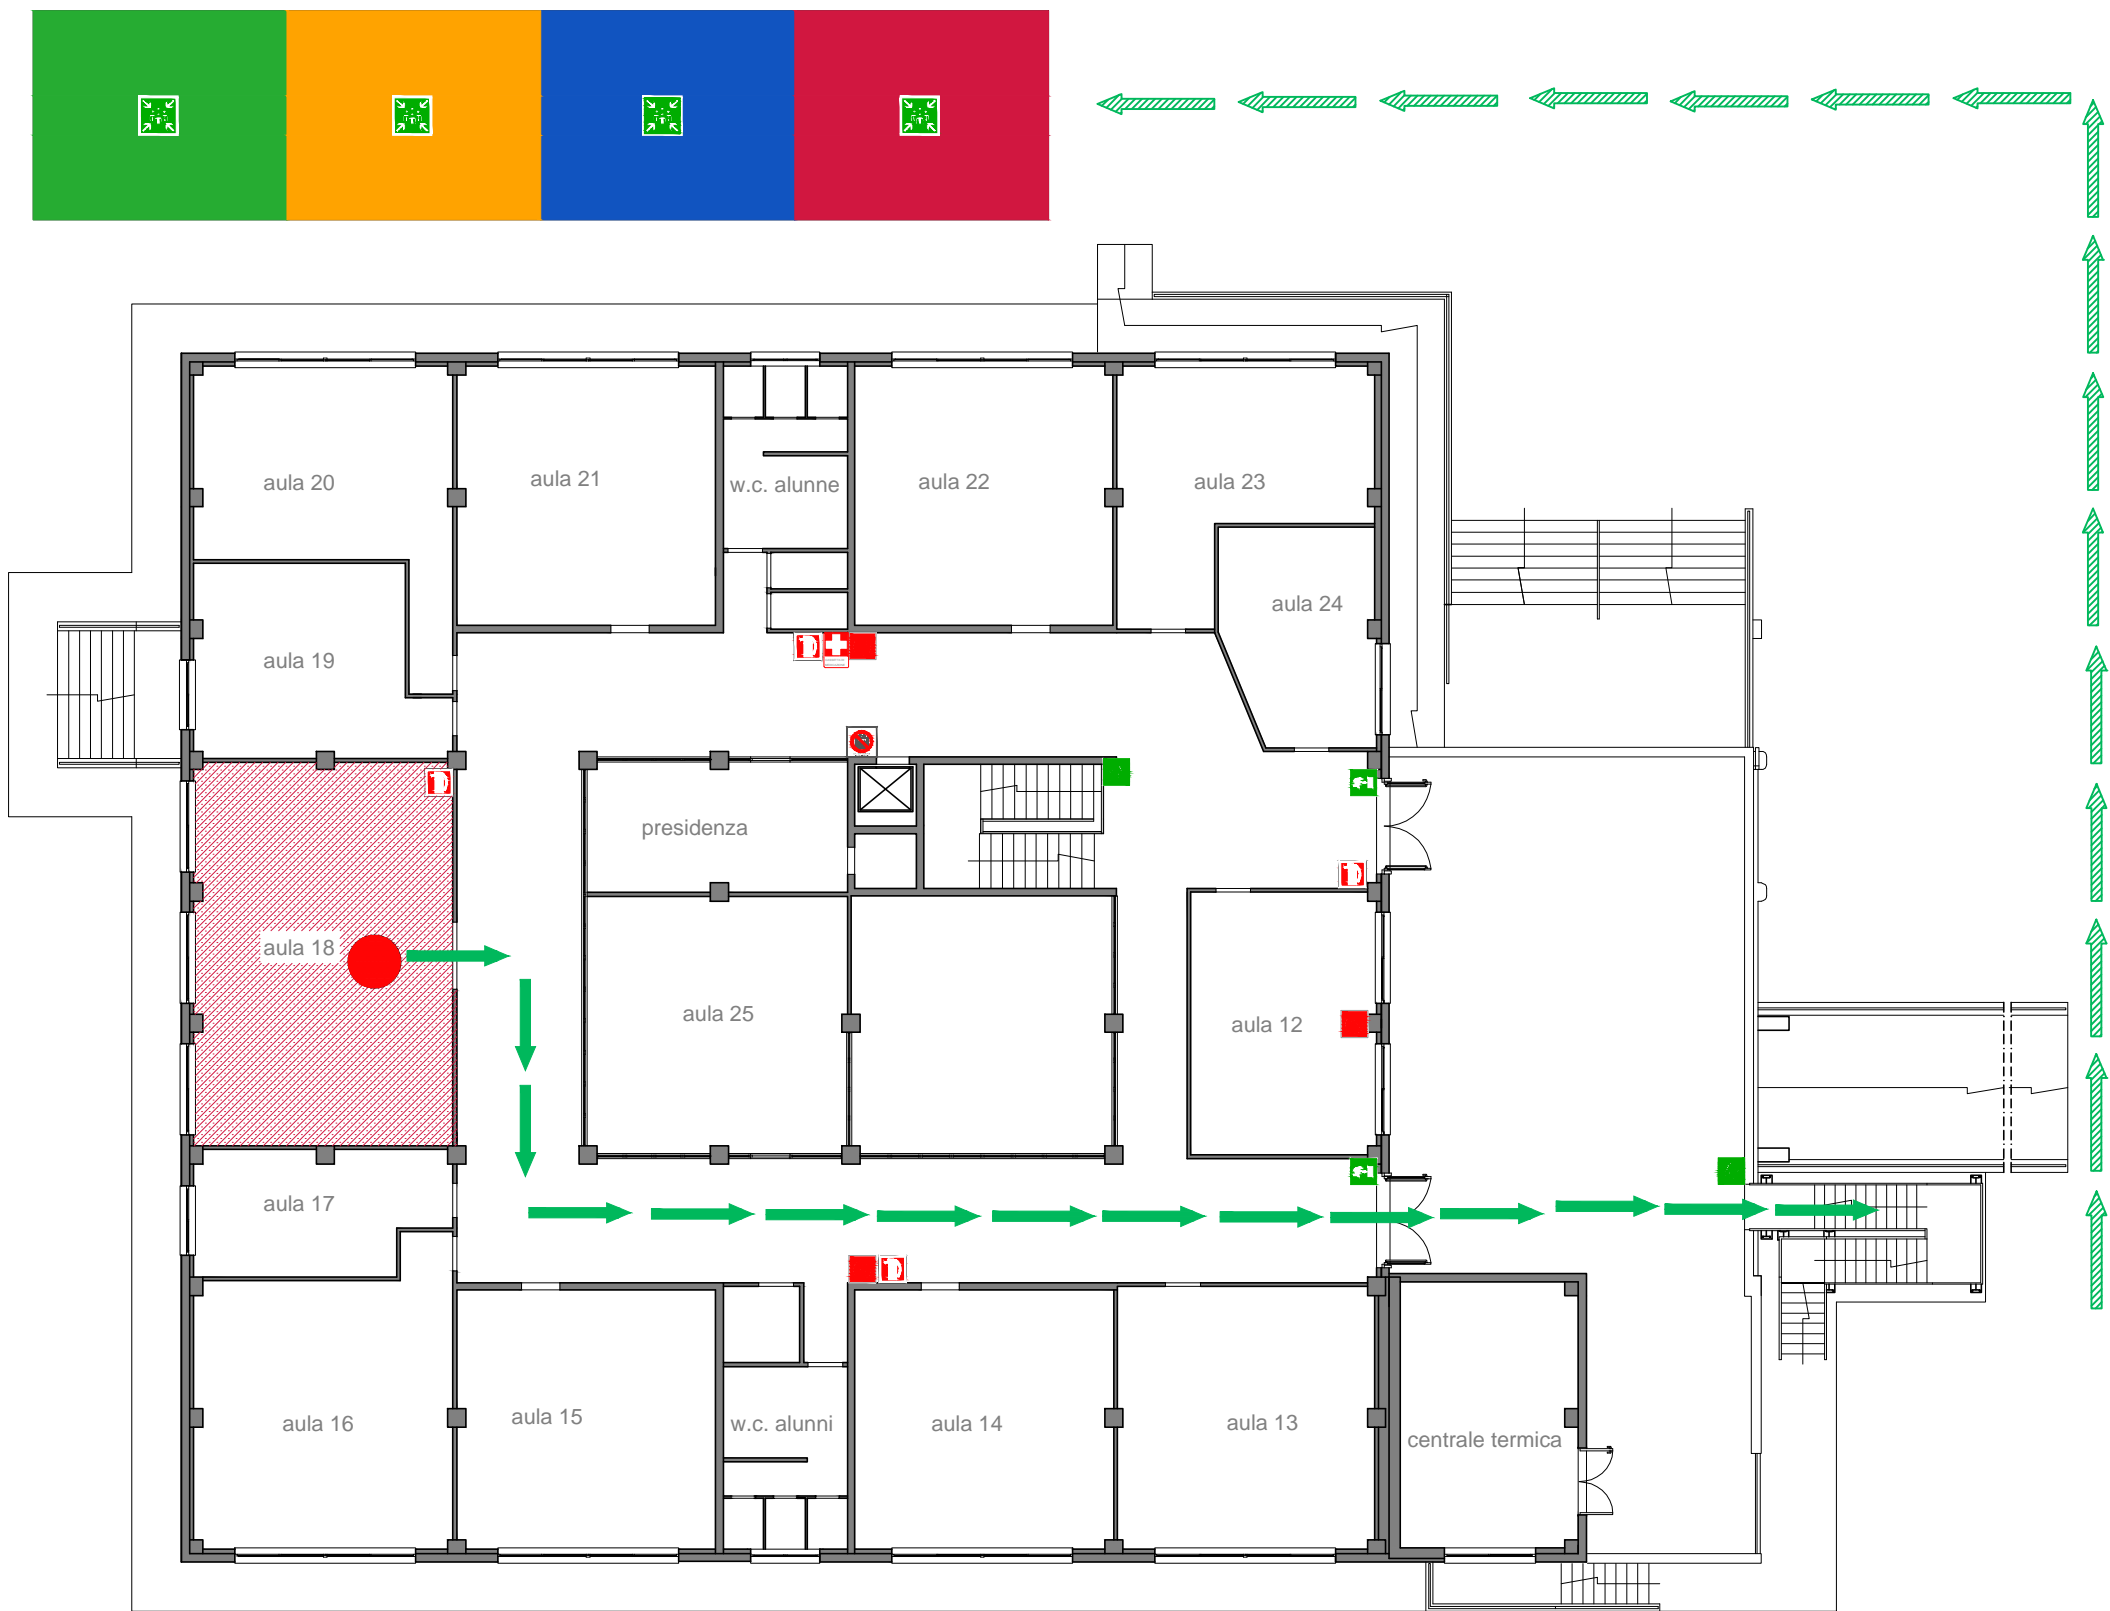 aula 20
aula 21
w.c. alunne
aula 22
aula 23
aula 24
aula 19
presidenza
aula 18
aula 25
aula 12
aula 17
aula 16
aula 15
w.c. alunni
aula 14
aula 13
centrale termica